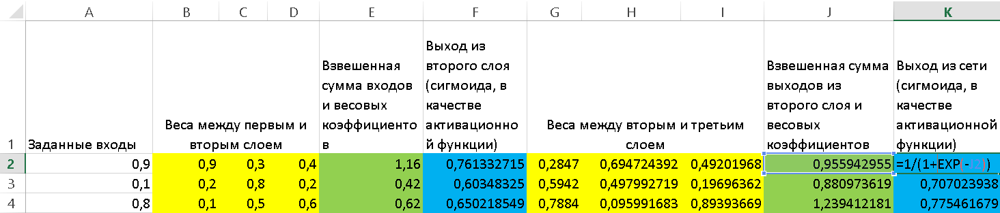 A B C D E F G H I J K
1 Заданные входы
Веса между первым и
вторым слоем
Взвешенная
сумма входов
и весовых
коэффициенто
в
Выход из
второго слоя
(сигмоида, в
качестве
активационно
й функции)
Веса между вторым и третьим
слоем
Взвешенная сумма
выходов из
второго слоя и
весовых
коэффициентов
Выход из сети
(сигмоида, в
качестве
активационной
функции)
2 0,9 0,9 0,3 0,4 1,16 0,761332715 0,2847 0,694724392 0,49201968 0,955942955 =1/(1+EXP(-J2))
3 0,1 0,2 0,8 0,2 0,42 0,60348325 0,5942 0,497992719 0,19696362 0,880973619 0,707023938
4 0,8 0,1 0,5 0,6 0,62 0,650218549 0,7884 0,095991683 0,89393669 1,239412181 0,775461679